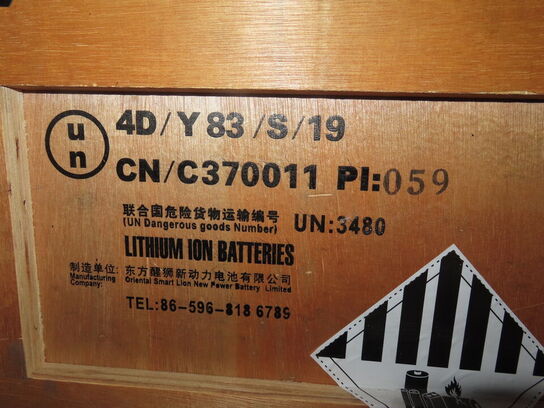 un
4D/Y83/S/19
CN/C370011 PI:059
联合国危险货物运输编号
(UN Dangerous goods Number)
UN:3480
LITHIUM ION BATTERIES
制造单位:
Manufacturing
Company:
东方醒狮新动力电池有限公司
Oriental Smart Lion New Power Battery Limited
TEL:86-596-818 6789